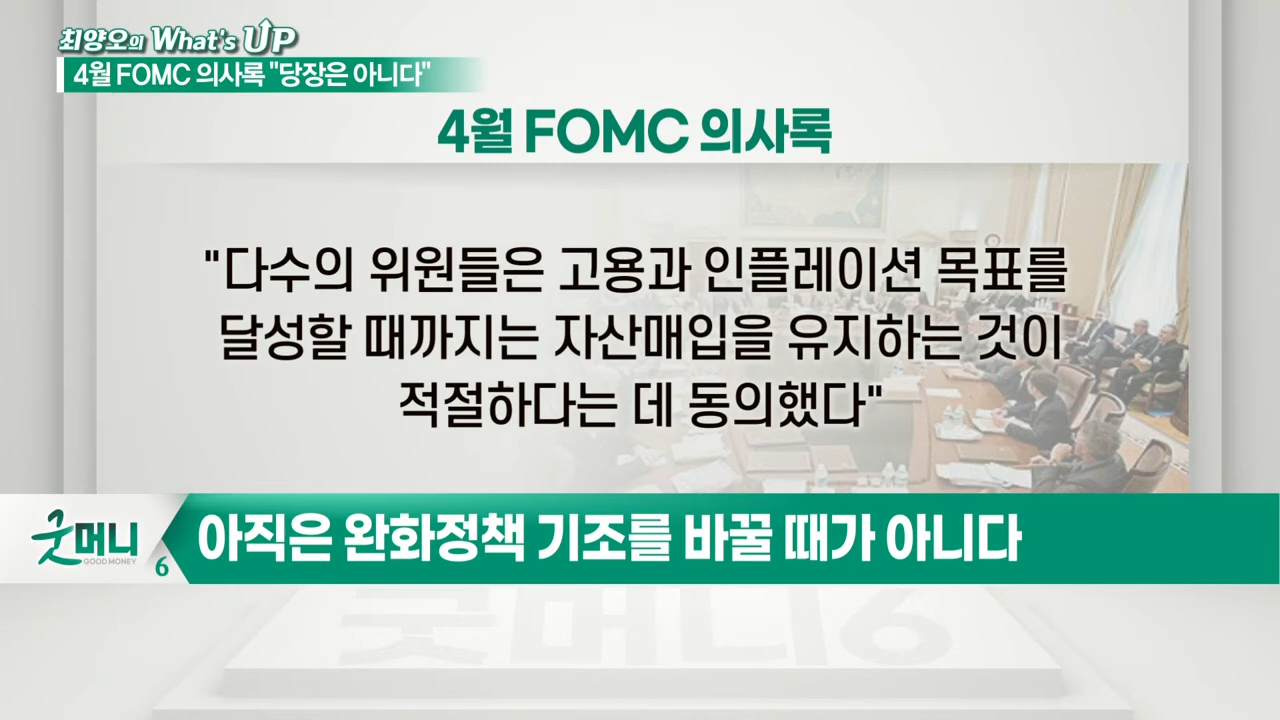 최양오의 What's UP
4월 FOMC 의사록 "당장은 아니다"
4월 FOMC 의사록
"다수의 위원들은 고용과 인플레이션 목표를
달성할 때까지는 자산매입을 유지하는 것이
적절하다는 데 동의했다"
굿머니
GOOD MONEY
6
아직은 완화정책 기조를 바꿀 때가 아니다
굿머니6